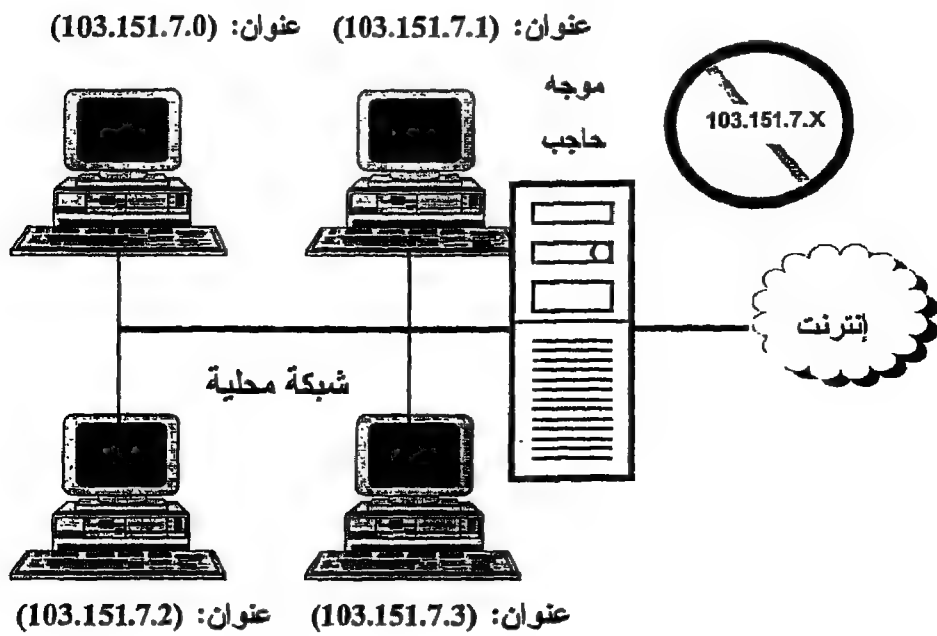 عنوان: (103.151.7.1)
عنوان: (103.151.7.0)
موجه
حاجب
103.151.7.X
إنترنت
شبكة محلية
عنوان: (103.151.7.3)
عنوان: (103.151.7.2)